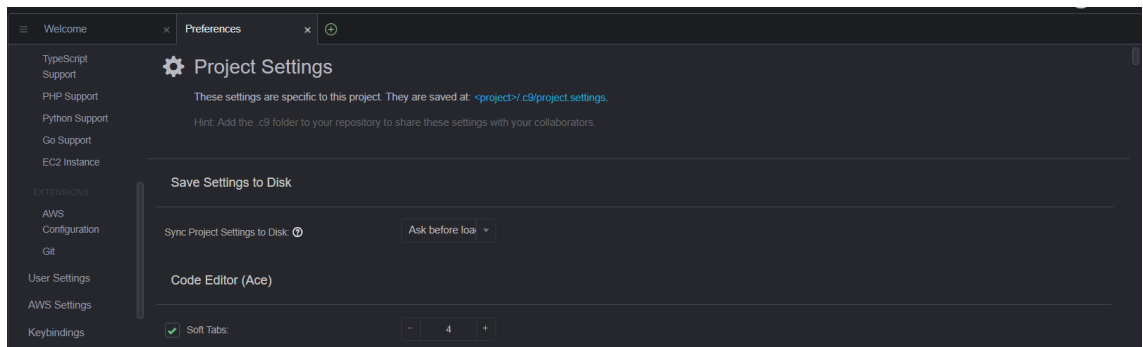 Welcome
Preferences
TypeScript
Support
PHP Support
Python Support
Go Support
EC2 Instance
EXTENSIONS
AWS
Configuration
Git
User Settings
AWS Settings
Keybindings
Project Settings
These settings are specific to this project. They are saved at: <project>/.c9/project.settings.
Hint: Add the .c9 folder to your repository to share these settings with your collaborators.
Save Settings to Disk
Sync Project Settings to Disk: Ask before loa
Code Editor (Ace)
Soft Tabs: - 4 +